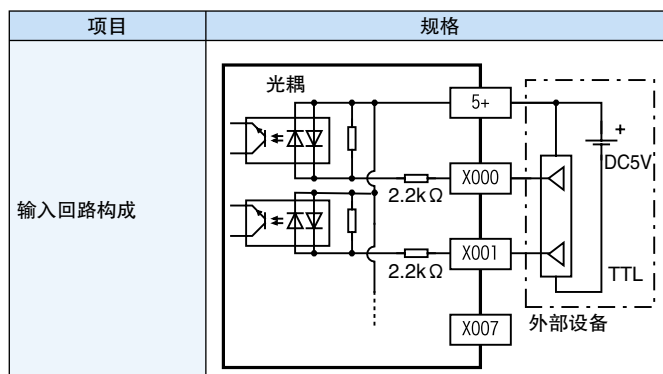 项目
规格
输入回路构成
光耦
5+
X000
2.2kΩ
X001
2.2kΩ
X007
+
DC5V
TTL
外部设备